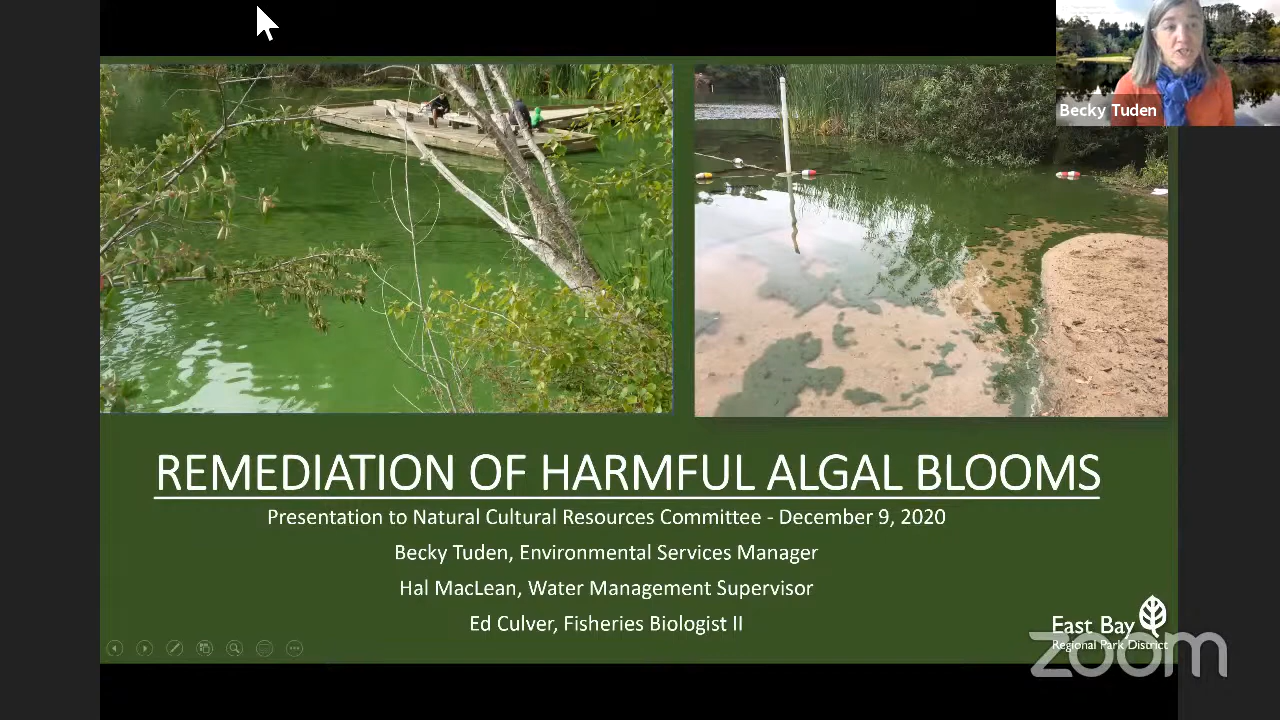 Becky Tuden
REMEDIATION OF HARMFUL ALGAL BLOOMS
Presentation to Natural Cultural Resources Committee - December 9, 2020
Becky Tuden, Environmental Services Manager
Hal MacLean, Water Management Supervisor
Ed Culver, Fisheries Biologist II
East Bay
Regional Park District
zoom